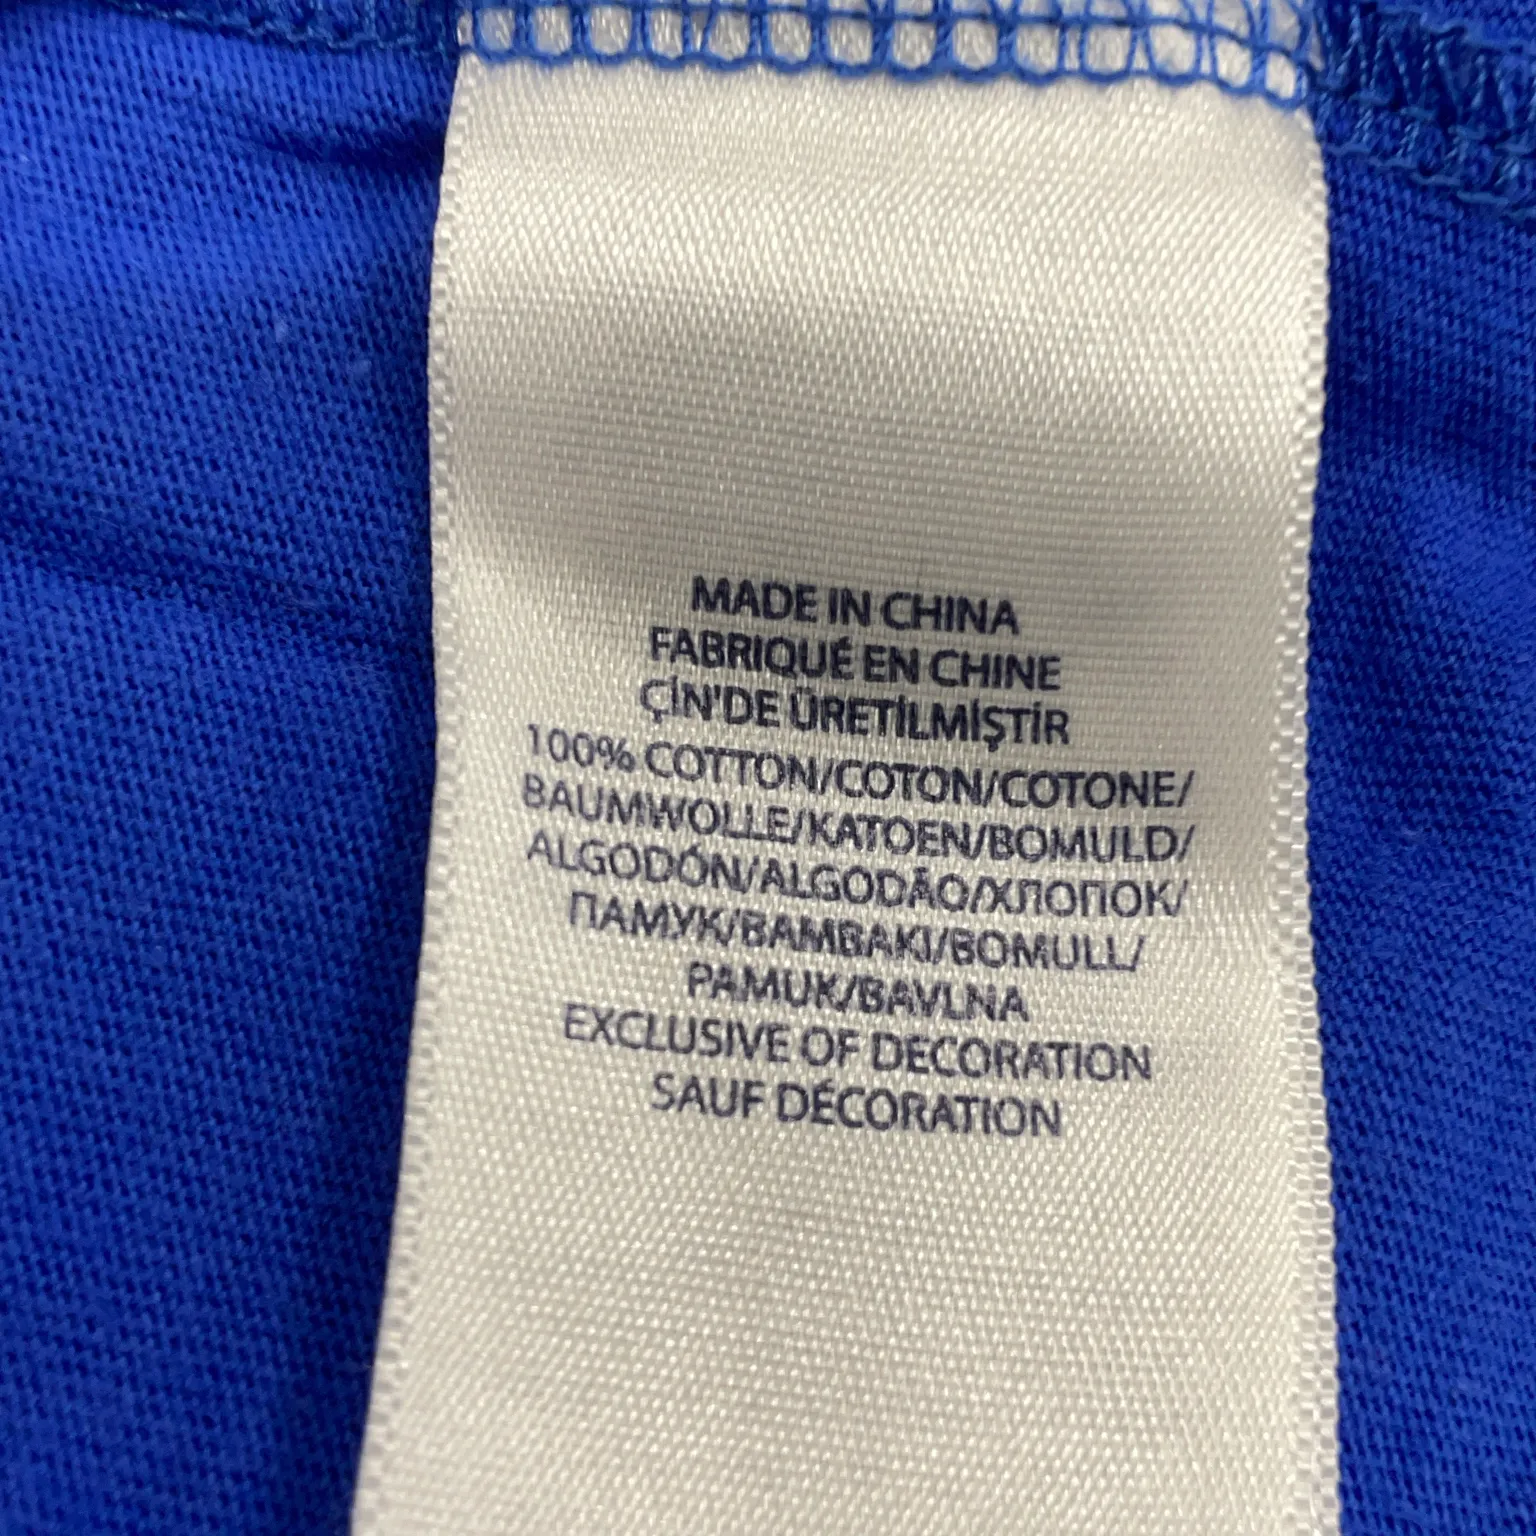 MADE IN CHINA
FABRIQUÉ EN CHINE
ÇİN'DE ÜRETİLMİŞTİR
100% COTTON/COTON/COTONE/
BAUMWOLLE/KATOEN/BOMULD/
ALGODÓN/ALGODÃO/ХЛОПОК/
ПАМУК/BAMBAKI/BOMULL/
PAMUK/BAVLNA
EXCLUSIVE OF DECORATION
SAUF DÉCORATION